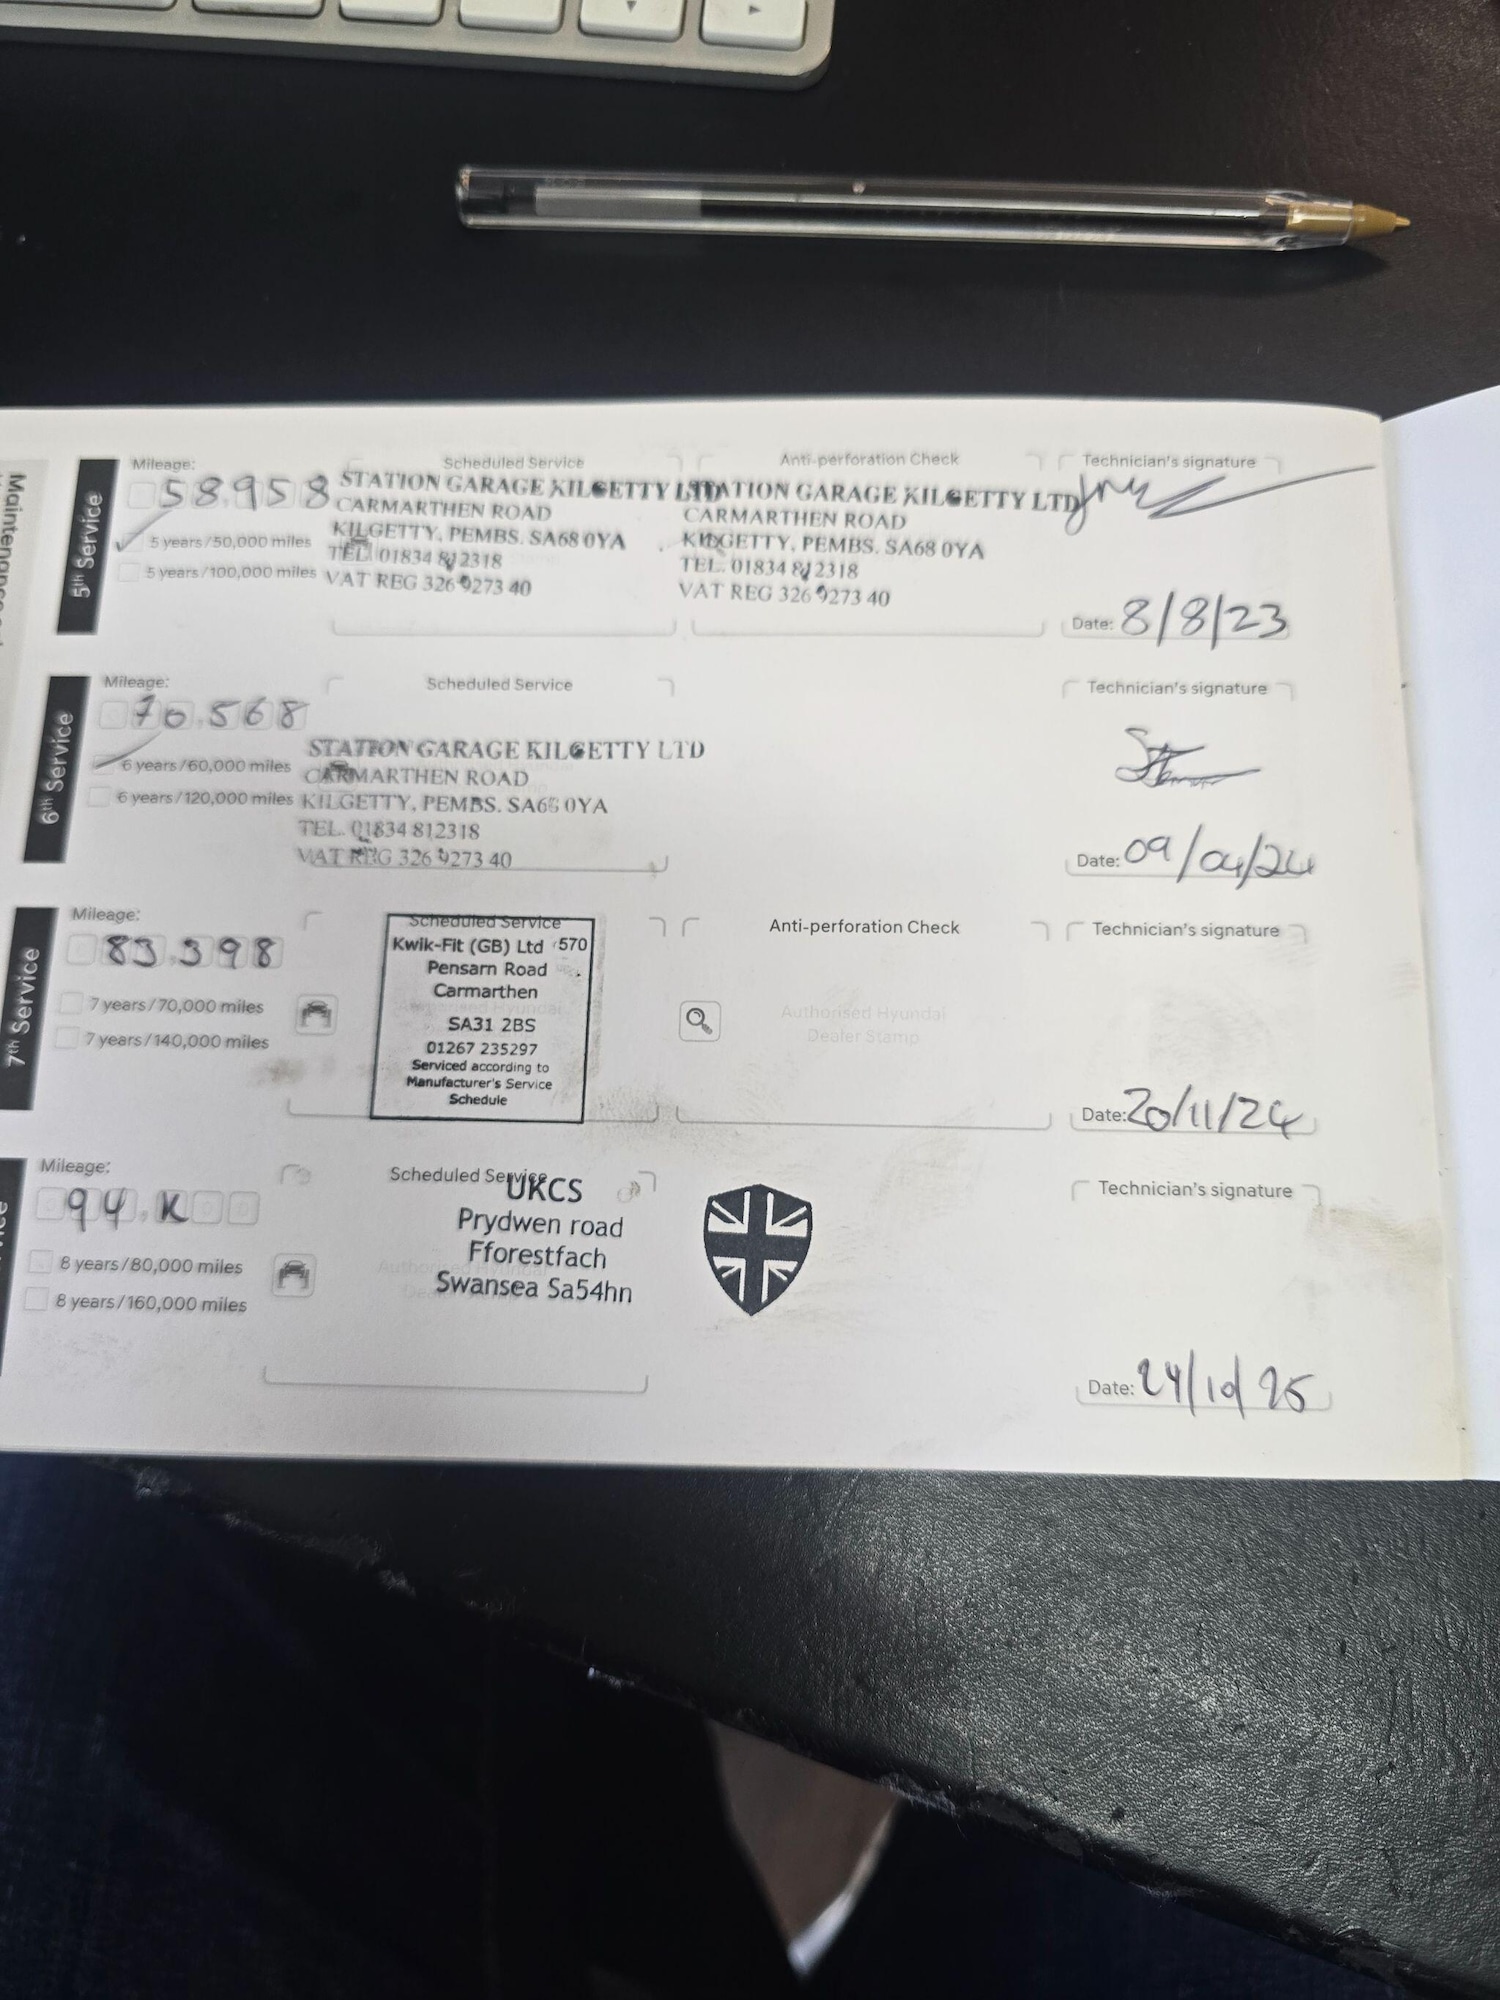 Maintenance
5th Service
Mileage:
58,958
5 years/50,000 miles
5 years/100,000 miles
Scheduled Service
STATION GARAGE KILGETTY LTD
CARMARTHEN ROAD
KILGETTY, PEMBS. SA68 0YA
TEL. 01834 812318
VAT REG 326 9273 40
Anti-perforation Check
STATION GARAGE KILGETTY LTD
CARMARTHEN ROAD
KILGETTY, PEMBS. SA68 0YA
TEL. 01834 812318
VAT REG 326 9273 40
Technician's signature
Date: 8/8/23
6th Service
Mileage:
70,568
6 years/60,000 miles
6 years/120,000 miles
Scheduled Service
STATION GARAGE KILGETTY LTD
CARMARTHEN ROAD
KILGETTY, PEMBS. SA68 0YA
TEL. 01834 812318
VAT REG 326 9273 40
Technician's signature
Date: 09/04/24
7th Service
Mileage:
83,398
7 years/70,000 miles
7 years/140,000 miles
Scheduled Service
Kwik-Fit (GB) Ltd 570
Pensarn Road
Carmarthen
SA31 2BS
01267 235297
Serviced according to
Manufacturer's Service
Schedule
Anti-perforation Check
Authorised Hyundai
Dealer Stamp
Technician's signature
Date: 20/11/24
Mileage:
94,K
8 years/80,000 miles
8 years/160,000 miles
Scheduled Service
UKCS
Prydwen road
Fforestfach
Swansea Sa54hn
Technician's signature
Date: 24/10/25